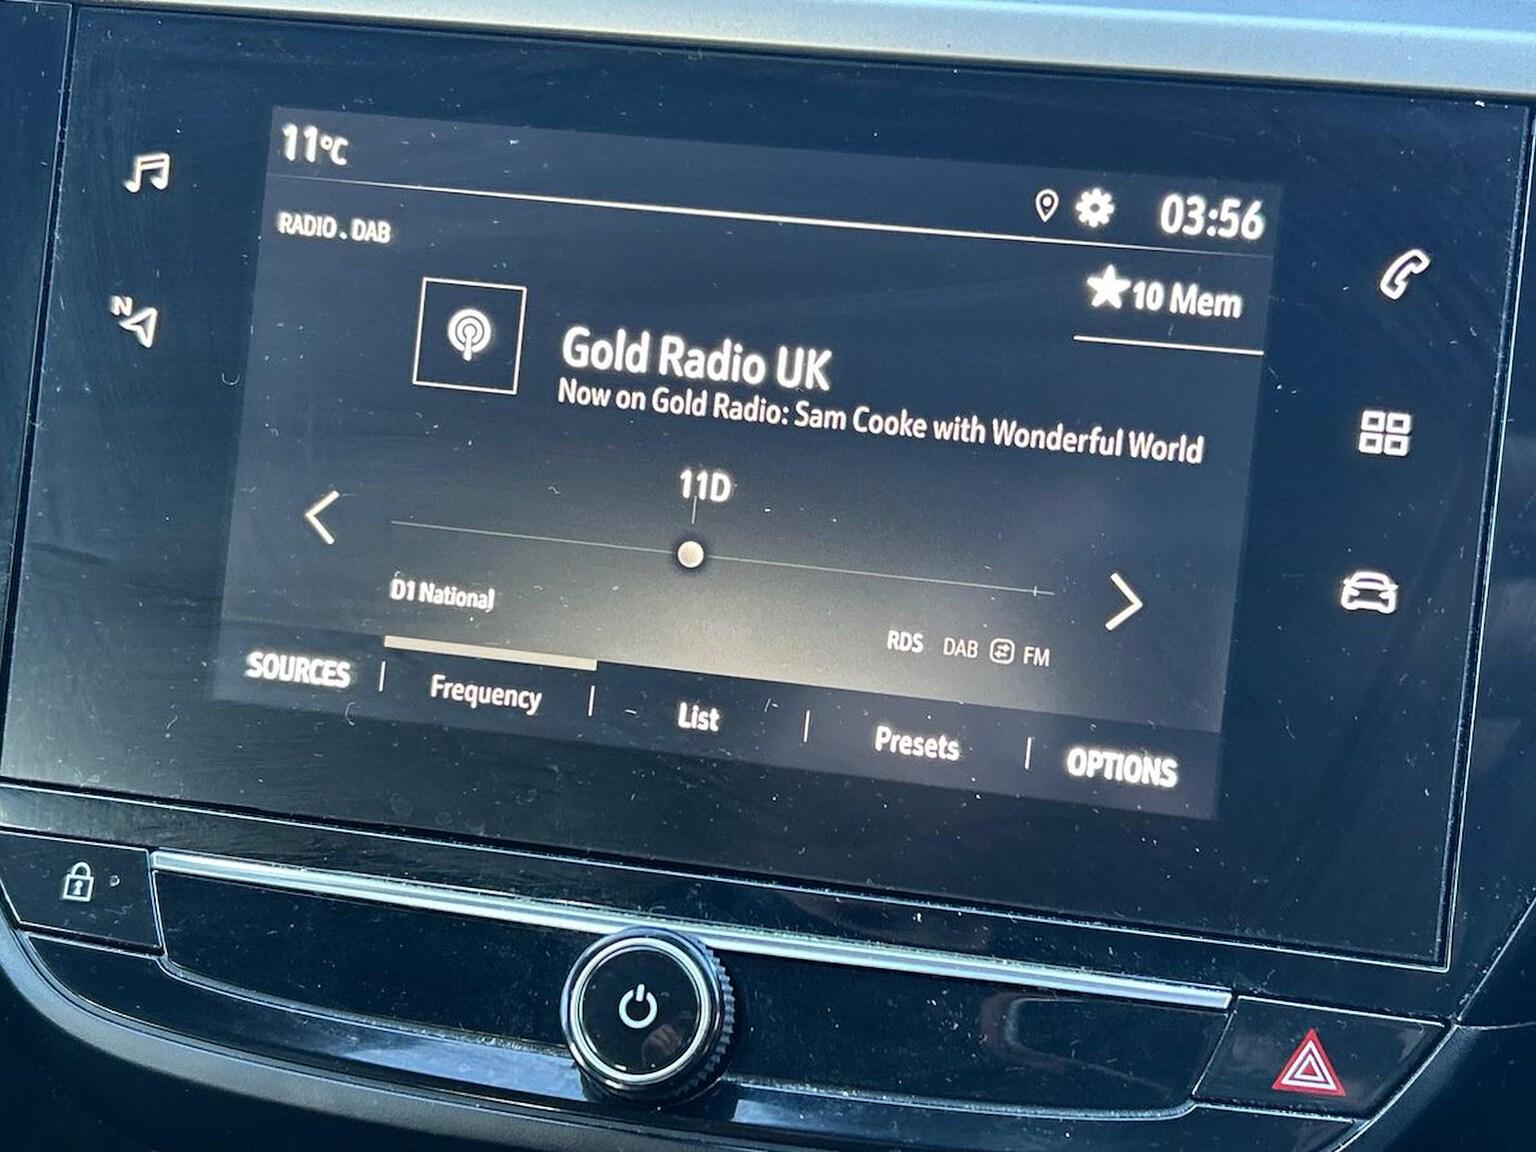 11°C
03:56
RADIO . DAB
10 Mem
N
Gold Radio UK
Now on Gold Radio: Sam Cooke with Wonderful World
11D
D1 National
RDS DAB FM
SOURCES | Frequency | List | Presets | OPTIONS